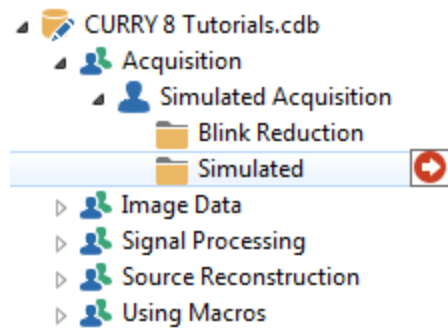 CURRY 8 Tutorials.cdb
Acquisition
Simulated Acquisition
Blink Reduction
Simulated
Image Data
Signal Processing
Source Reconstruction
Using Macros